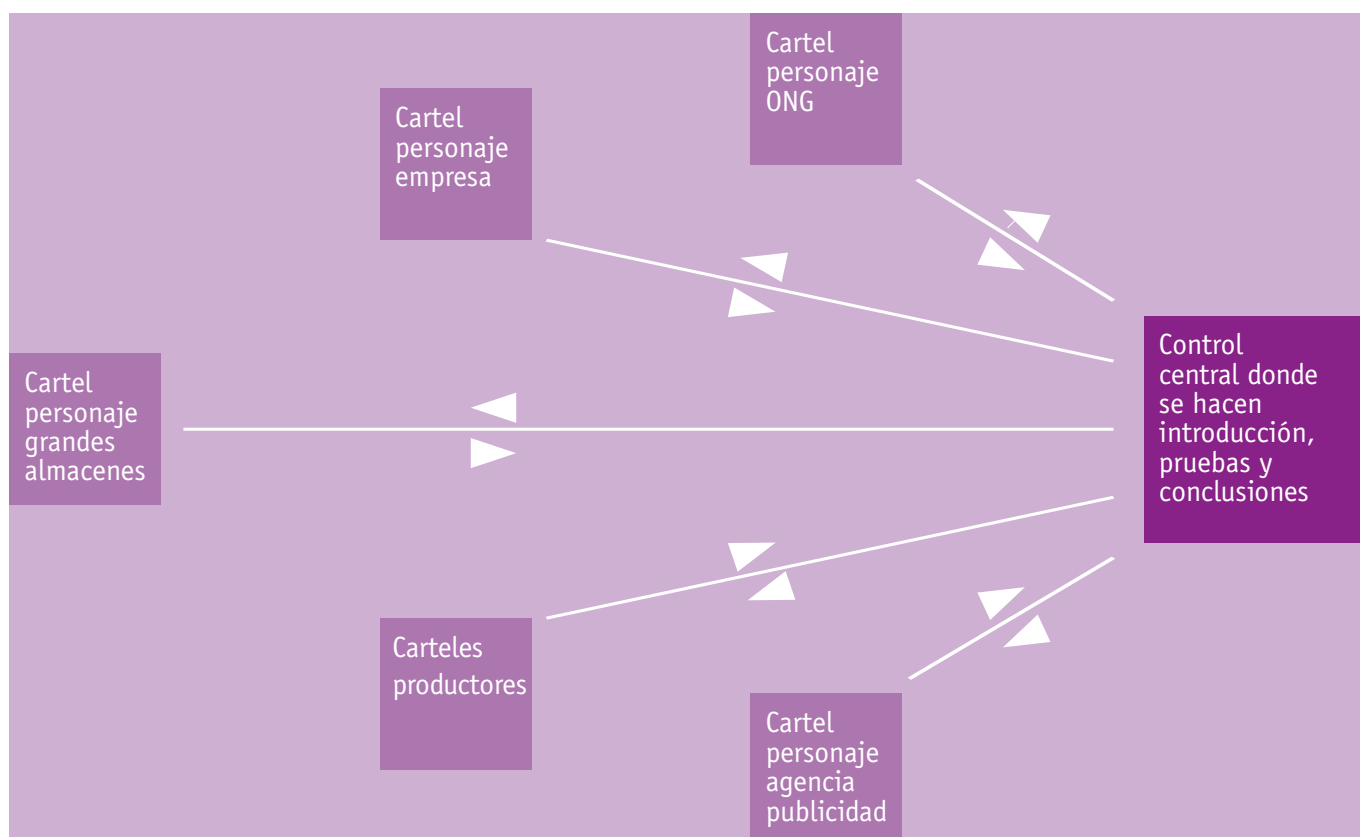 Cartel
personaje
ONG
Cartel
personaje
empresa
Control
central donde
se hacen
introducción,
pruebas y
conclusiones
Cartel
personaje
grandes
almacenes
Carteles
productores
Cartel
personaje
agencia
publicidad